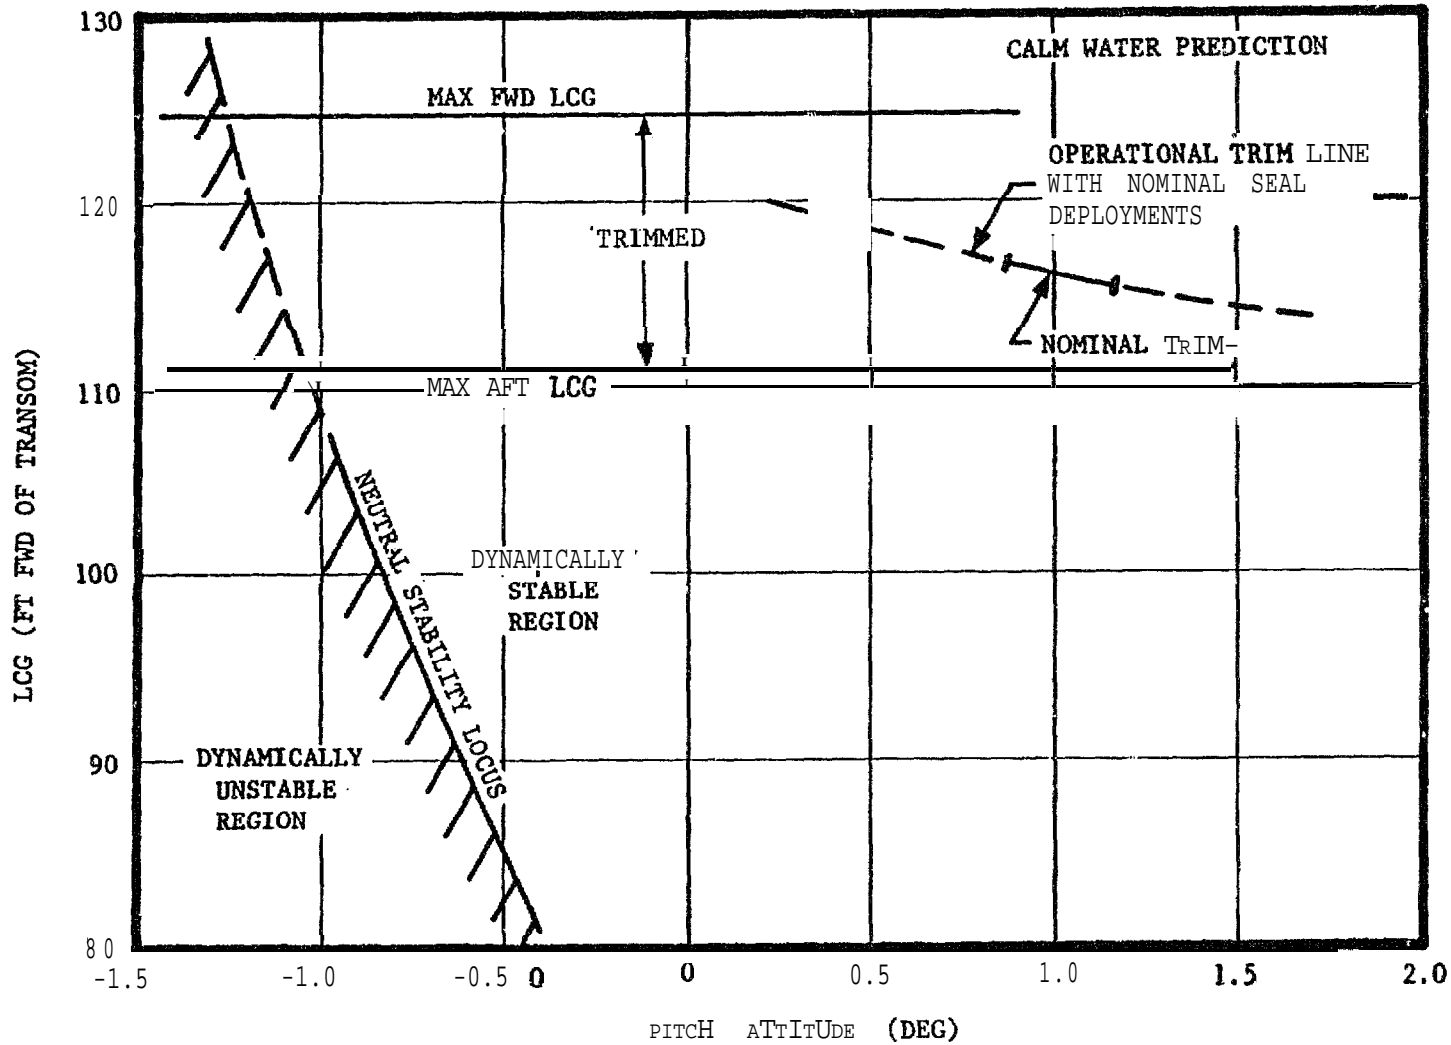 130
CALM WATER PREDICTION
MAX FWD LCG
OPERATIONAL TRIM LINE
WITH NOMINAL SEAL
DEPLOYMENTS
120
TRIMMED
NOMINAL TRIM
110
MAX AFT LCG
LCG (FT FWD OF TRANSOM)
NEUTRAL STABILITY LOCUS
100
DYNAMICALLY
STABLE
REGION
90
DYNAMICALLY
UNSTABLE
REGION
80
-1.5 -1.0 -0.5 0 0 0.5 1.0 1.5 2.0
PITCH ATTITUDE (DEG)